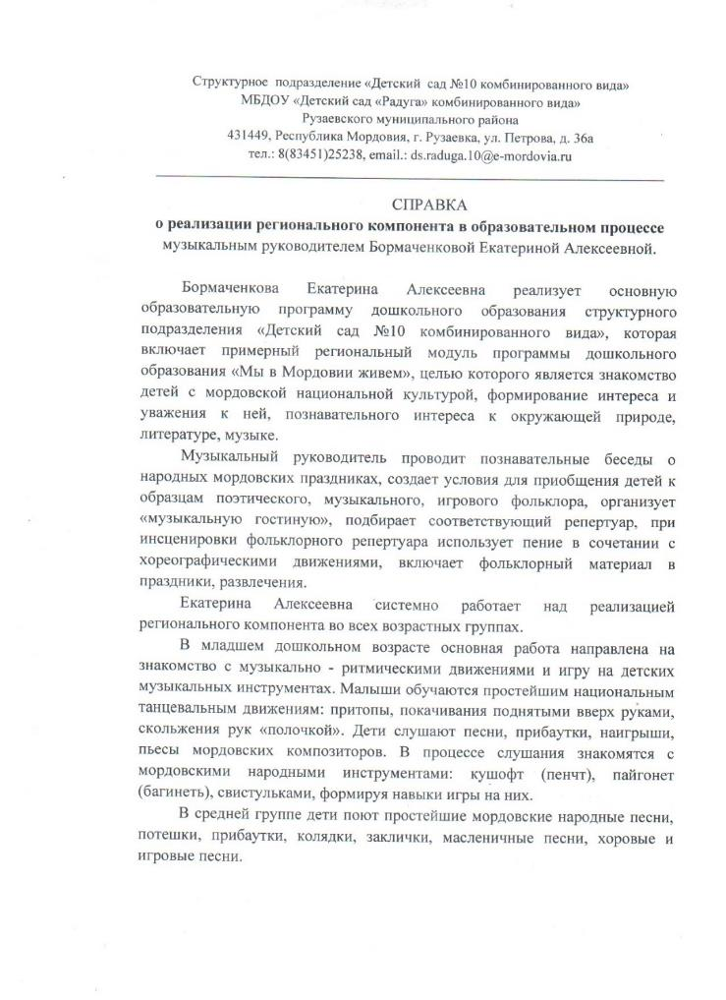 Структурное подразделение «Детский сад №10 комбинированного вида»
МБДОУ «Детский сад «Радуга» комбинированного вида»
Рузаевского муниципального района
431449, Республика Мордовия, г. Рузаевка, ул. Петрова, д. 36а
тел.: 8(83451)25238, email.: ds.raduga.10@e-mordovia.ru
СПРАВКА
о реализации регионального компонента в образовательном процессе
музыкальным руководителем Бормаченковой Екатериной Алексеевной.
Бормаченкова Екатерина Алексеевна реализует основную
образовательную программу дошкольного образования структурного
подразделения «Детский сад №10 комбинированного вида», которая
включает примерный региональный модуль программы дошкольного
образования «Мы в Мордовии живем», целью которого является знакомство
детей с мордовской национальной культурой, формирование интереса и
уважения к ней, познавательного интереса к окружающей природе,
литературе, музыке.
Музыкальный руководитель проводит познавательные беседы о
народных мордовских праздниках, создает условия для приобщения детей к
образцам поэтического, музыкального, игрового фольклора, организует
«музыкальную гостиную», подбирает соответствующий репертуар, при
инсценировки фольклорного репертуара использует пение в сочетании с
хореографическими движениями, включает фольклорный материал в
праздники, развлечения.
Екатерина Алексеевна системно работает над реализацией
регионального компонента во всех возрастных группах.
В младшем дошкольном возрасте основная работа направлена на
знакомство с музыкально - ритмическими движениями и игру на детских
музыкальных инструментах. Малыши обучаются простейшим национальным
танцевальным движениям: притопы, покачивания поднятыми вверх руками,
скольжения рук «полочкой». Дети слушают песни, прибаутки, наигрыши,
пьесы мордовских композиторов. В процессе слушания знакомятся с
мордовскими народными инструментами: кушофт (пенчт), пайгонет
(багинеть), свистульками, формируя навыки игры на них.
В средней группе дети поют простейшие мордовские народные песни,
потешки, прибаутки, колядки, заклички, масленичные песни, хоровые и
игровые песни.